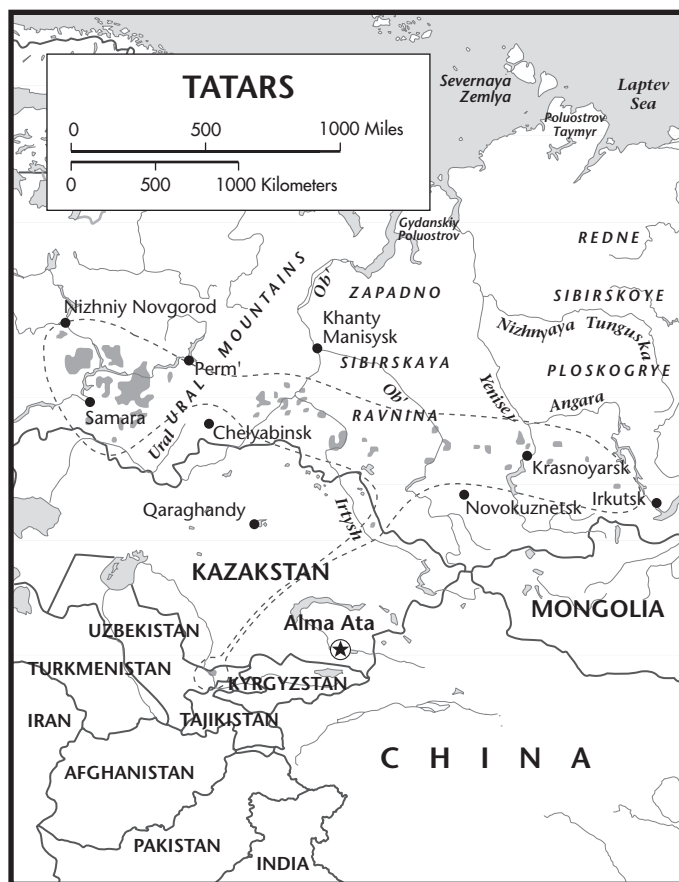 TATARS
0 500 1000 Miles
0 500 1000 Kilometers
Severnaya
Zemlya
Laptev
Sea
Poluostrov
Taymyr
Gydanskiy
Poluostrov
REDNE
SIBIRSKOYE
PLOSKOGRYE
Nizhnyaya Tunguska
Angara
Yenisey
ZAPADNO
SIBIRSKAYA
RAVNINA
Ob'
Ob'
Khanty
Manisysk
URAL MOUNTAINS
Ural
Nizhniy Novgorod
Perm'
Samara
Chelyabinsk
Krasnoyarsk
Novokuznetsk
Irkutsk
Irtysh
Qaraghandy
KAZAKSTAN
MONGOLIA
Alma Ata
UZBEKISTAN
TURKMENISTAN
KYRGYZSTAN
IRAN
TAJIKISTAN
CHINA
AFGHANISTAN
PAKISTAN
INDIA